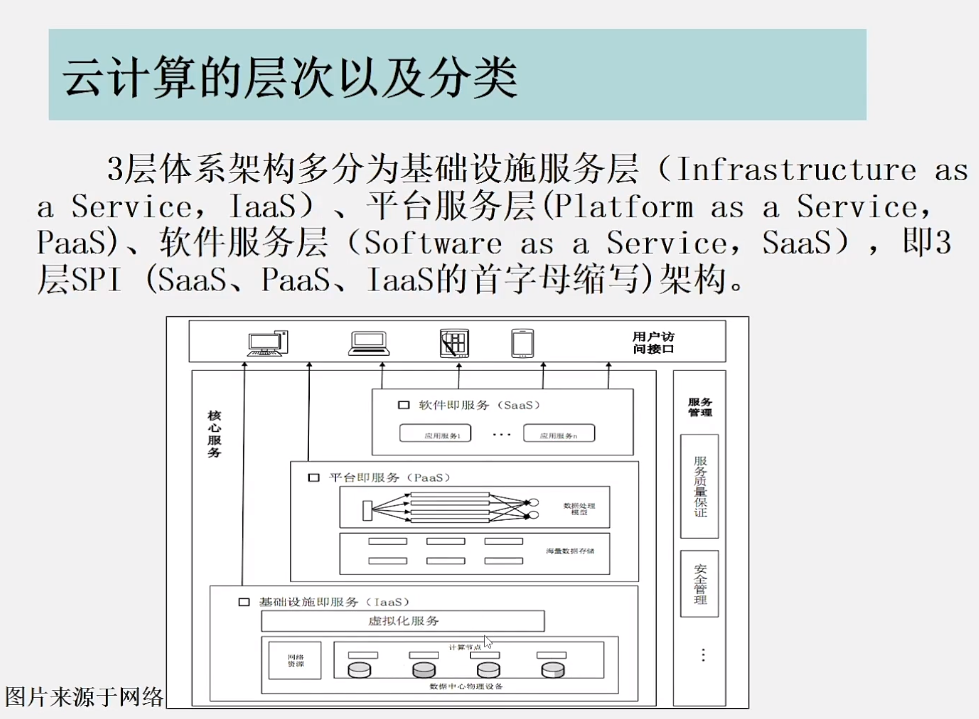 云计算的层次以及分类
3层体系架构多分为基础设施服务层（Infrastructure as
a Service，IaaS）、平台服务层(Platform as a Service，
PaaS)、软件服务层（Software as a Service，SaaS），即3
层SPI (SaaS、PaaS、IaaS的首字母缩写)架构。
用户访
问接口
核心服务
软件即服务（SaaS）
应用服务1
...
应用服务n
平台即服务（PaaS）
数据处理
模型
海量数据存储
基础设施即服务（IaaS）
虚拟化服务
网络
资源
计算节点
数据中心物理设备
服务
管理
服务质量保证
安全管理
⋮
图片来源于网络